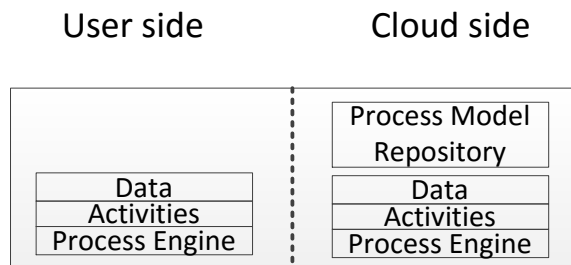 User side
Cloud side
Process Model
Repository
Data
Activities
Process Engine
Data
Activities
Process Engine